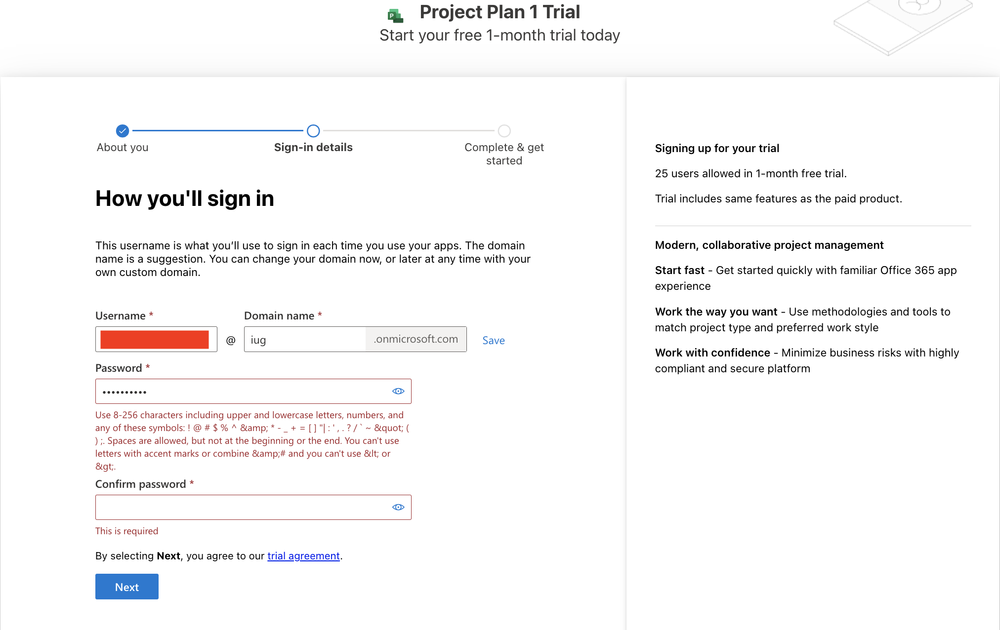 P
Project Plan 1 Trial
Start your free 1-month trial today
About you
Sign-in details
Complete & get
started
How you'll sign in
This username is what you’ll use to sign in each time you use your apps. The domain
name is a suggestion. You can change your domain now, or later at any time with your
own custom domain.
Username *
Domain name *
@
iug
.onmicrosoft.com
Save
Password *
••••••••••
Use 8-256 characters including upper and lowercase letters, numbers, and
any of these symbols: ! @ # $ % ^ &amp; * - _ + = [ ] "| : ' , . ? / ` ~ &quot; (
) ;. Spaces are allowed, but not at the beginning or the end. You can't use
letters with accent marks or combine &amp;# and you can't use &lt; or
&gt;.
Confirm password *
This is required
By selecting Next, you agree to our trial agreement.
Next
Signing up for your trial
25 users allowed in 1-month free trial.
Trial includes same features as the paid product.
Modern, collaborative project management
Start fast - Get started quickly with familiar Office 365 app
experience
Work the way you want - Use methodologies and tools to
match project type and preferred work style
Work with confidence - Minimize business risks with highly
compliant and secure platform